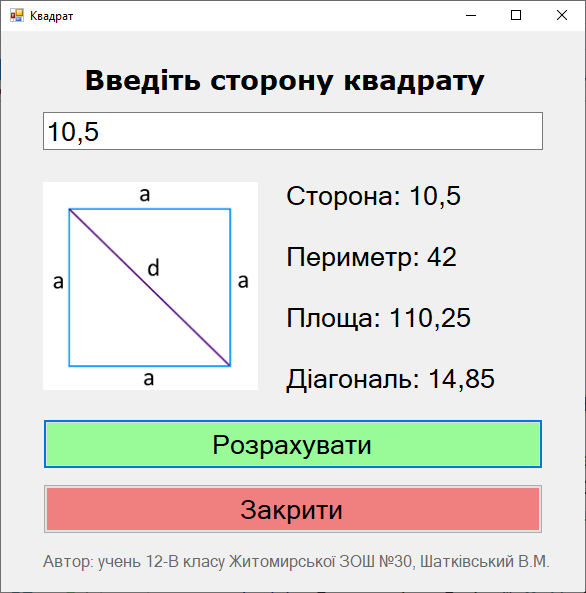 Квадрат
Введіть сторону квадрату
10,5
a
a
d
a
a
Сторона: 10,5
Периметр: 42
Площа: 110,25
Діагональ: 14,85
Розрахувати
Закрити
Автор: учень 12-В класу Житомирської ЗОШ №30, Шатківський В.М.